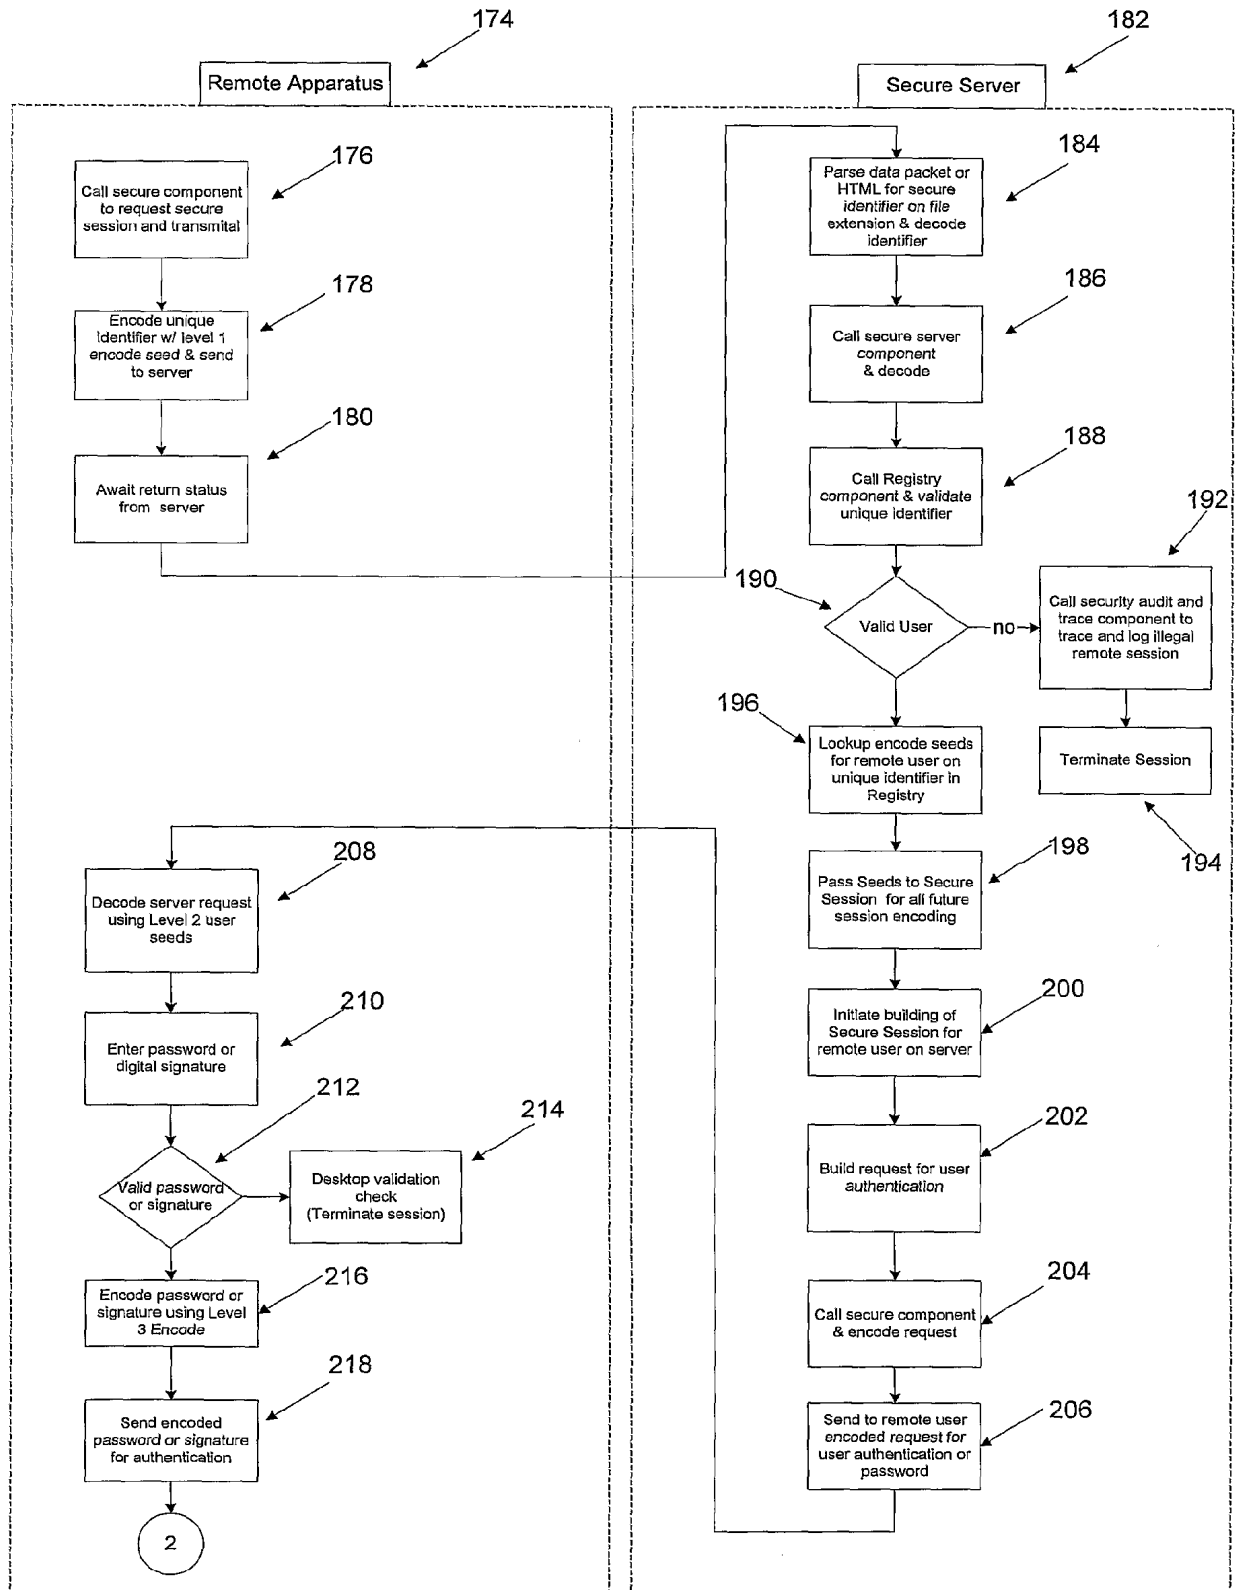 174
Remote Apparatus
182
Secure Server
176
Call secure component
to request secure
session and transmital
178
Encode unique
identifier w/ level 1
encode seed & send
to server
180
Await return status
from server
184
Parse data packet or
HTML for secure
identifier on file
extension & decode
identifier
186
Call secure server
component
& decode
188
Call Registry
component & validate
unique identifier
190
Valid User
no
192
Call security audit and
trace component to
trace and log illegal
remote session
Terminate Session
194
196
Lookup encode seeds
for remote user on
unique identifier in
Registry
198
Pass Seeds to Secure
Session for all future
session encoding
200
Initiate building of
Secure Session for
remote user on server
202
Build request for user
authentication
204
Call secure component
& encode request
206
Send to remote user
encoded request for
user authentication or
password
208
Decode server request
using Level 2 user
seeds
210
Enter password or
digital signature
212
Valid password
or signature
214
Desktop validation
check
(Terminate session)
216
Encode password or
signature using Level
3 Encode
218
Send encoded
password or signature
for authentication
2